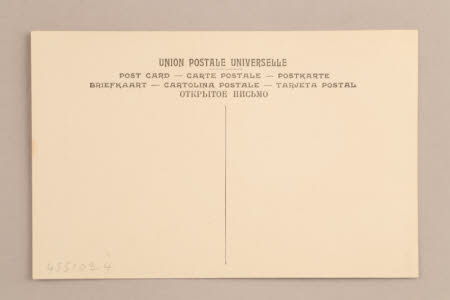 UNION POSTALE UNIVERSELLE
POST CARD — CARTE POSTALE — POSTKARTE
BRIEFKAART — CARTOLINA POSTALE — TARJETA POSTAL
ОТКРЫТОЕ ПИСЬМО
455103.4